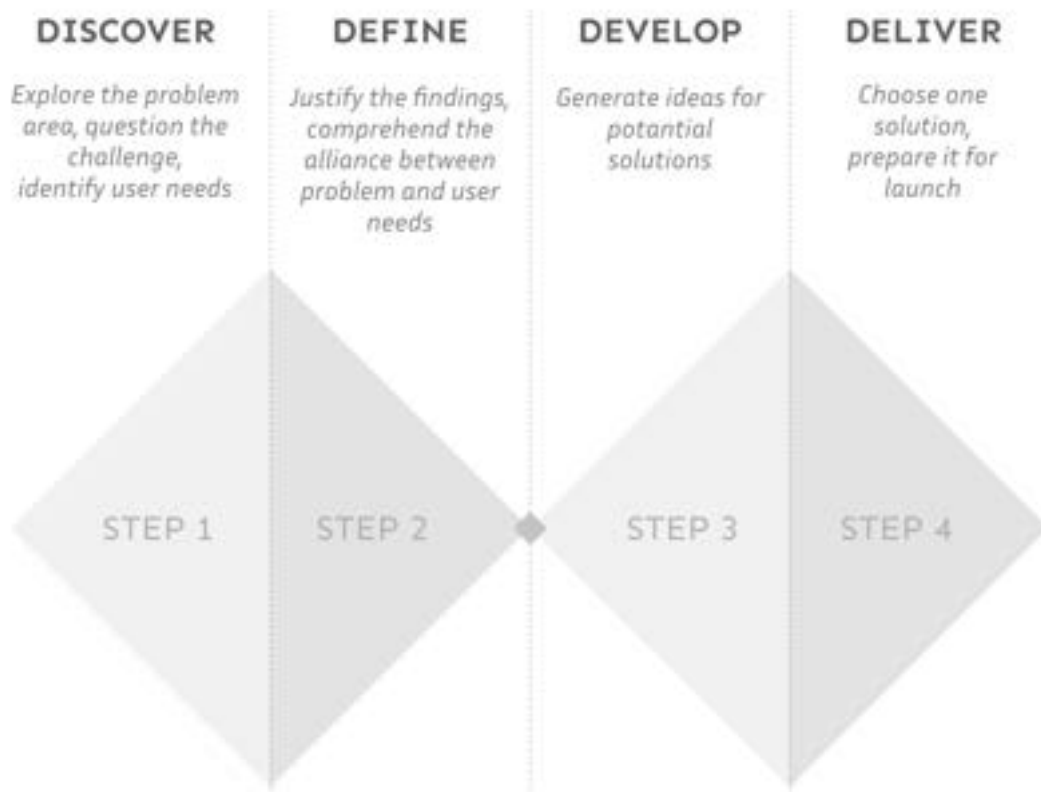 DISCOVER
Explore the problem
area, question the
challenge,
identify user needs
DEFINE
Justify the findings,
comprehend the
alliance between
problem and user
needs
DEVELOP
Generate ideas for
potantial
solutions
DELIVER
Choose one
solution,
prepare it for
launch
STEP 1
STEP 2
STEP 3
STEP 4